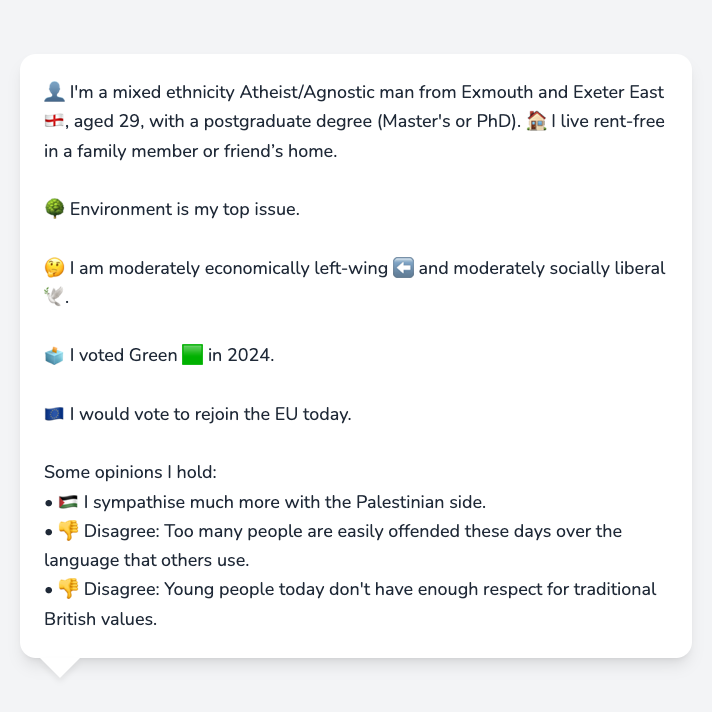 👤 I'm a mixed ethnicity Atheist/Agnostic man from Exmouth and Exeter East
🏴󠁧󠁢󠁥󠁮󠁧󠁿, aged 29, with a postgraduate degree (Master's or PhD). 🏠 I live rent-free
in a family member or friend’s home.
🌳 Environment is my top issue.
🤔 I am moderately economically left-wing ⬅️ and moderately socially liberal
🕊️.
🗳️ I voted Green 🟩 in 2024.
🇪🇺 I would vote to rejoin the EU today.
Some opinions I hold:
• 🇵🇸 I sympathise much more with the Palestinian side.
• 👎 Disagree: Too many people are easily offended these days over the
language that others use.
• 👎 Disagree: Young people today don't have enough respect for traditional
British values.